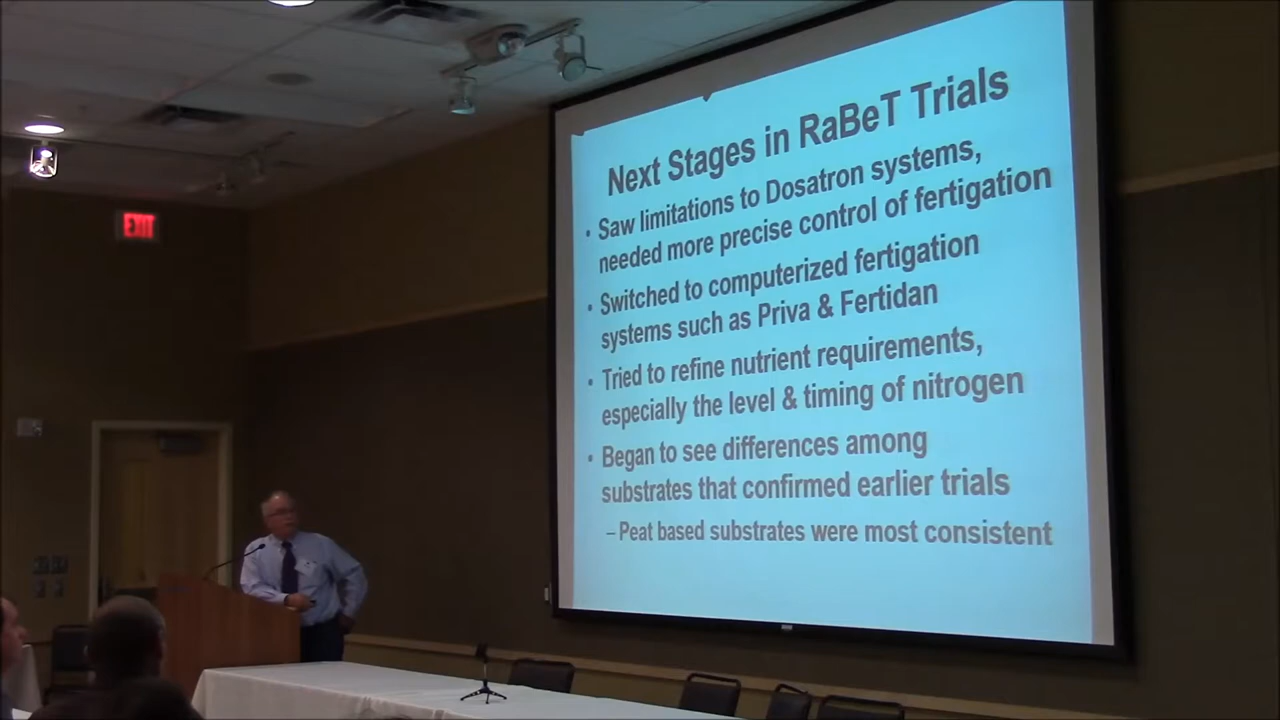 EXIT
Next Stages in RaBeT Trials
• Saw limitations to Dosatron systems,
needed more precise control of fertigation
• Switched to computerized fertigation
systems such as Priva & Fertidan
• Tried to refine nutrient requirements,
especially the level & timing of nitrogen
• Began to see differences among
substrates that confirmed earlier trials
– Peat based substrates were most consistent